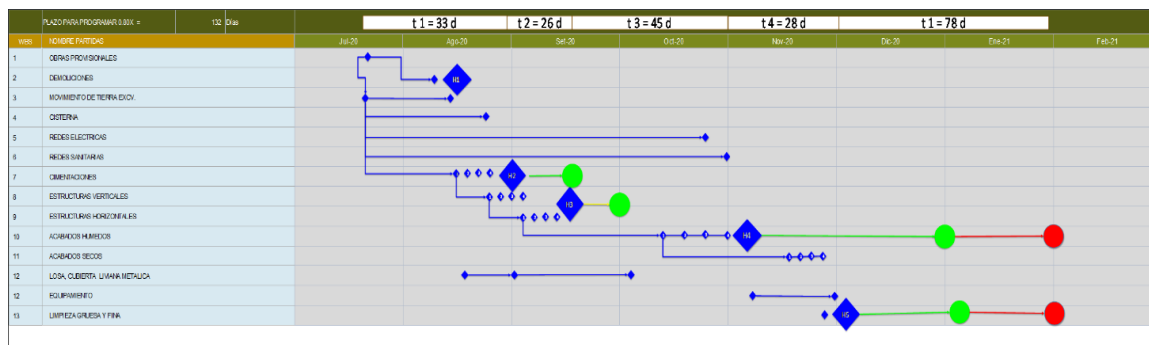 PLAZO PARA PROGRAMAR 0.80X = 132 Días t 1 = 33 d t 2 = 26 d t 3 = 45 d t 4 = 28 d t 1 = 78 d
WBS NOMBRE PARTIDAS Jul-20 Ago-20 Set-20 Oct-20 Nov-20 Dic-20 Ene-21 Feb-21
1 OBRAS PROVISIONALES
2 DEMOLICIONES H1
3 MOVIMIENTO DE TIERRA EXCV.
4 CISTERNA
5 REDES ELECTRICAS
6 REDES SANITARIAS
7 CIMENTACIONES H2
8 ESTRUCTURAS VERTICALES H3
9 ESTRUCTURAS HORIZONTALES
10 ACABADOS HUMEDOS H4
11 ACABADOS SECOS
12 LOSA, CUBIERTA LIVIANA METALICA
12 EQUIPAMIENTO
13 LIMPIEZA GRUESA Y FINA H5